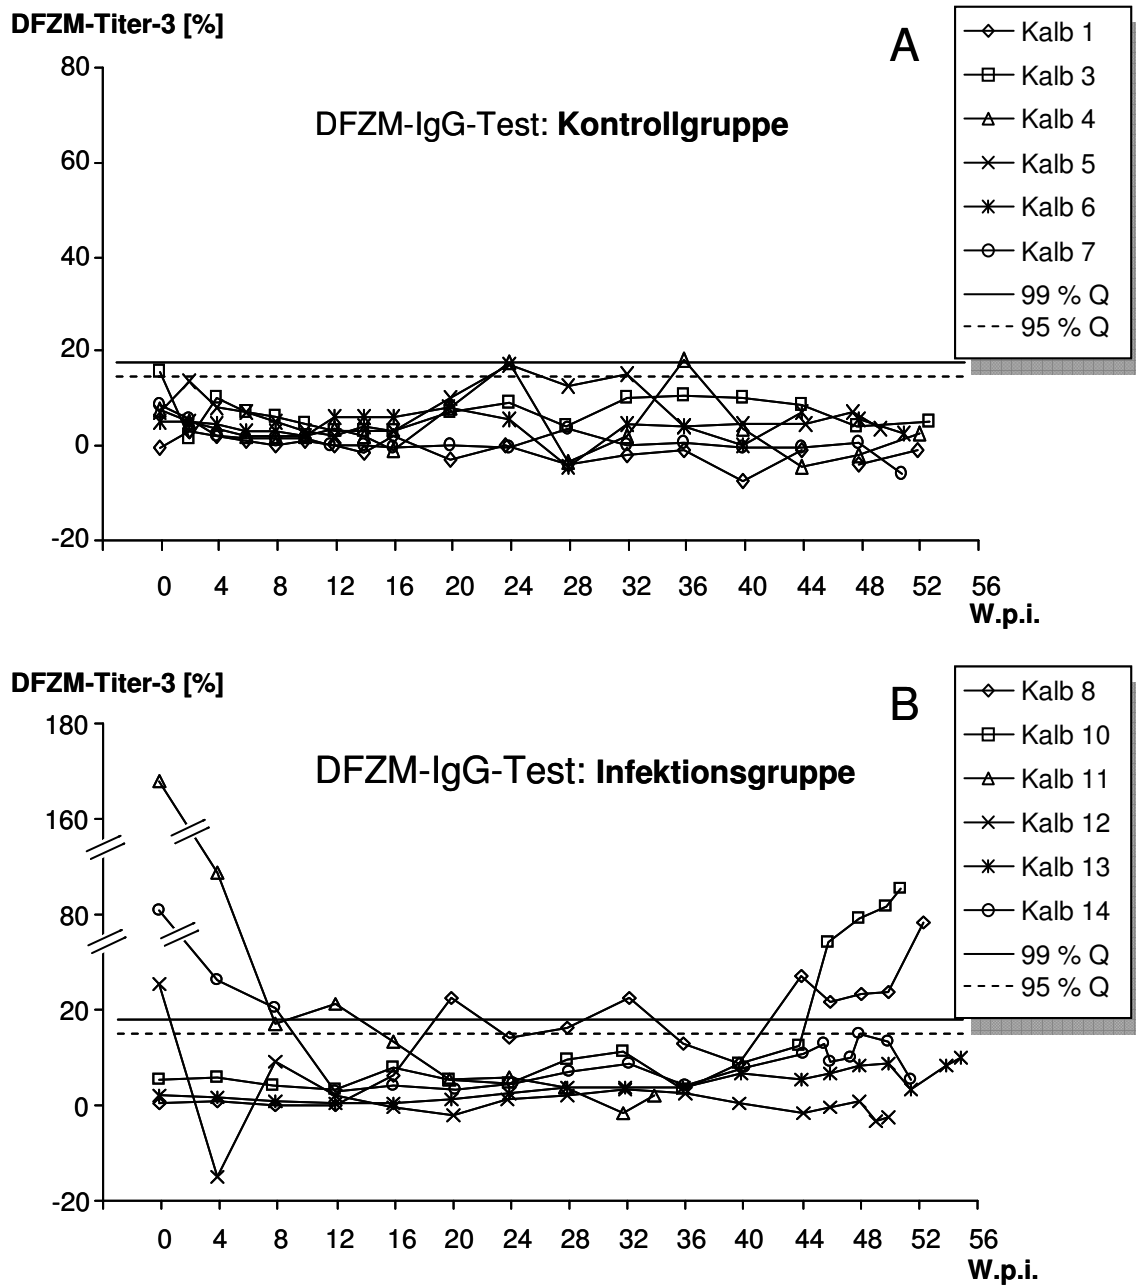 DFZM-Titer-3 [%]
A
DFZM-IgG-Test: Kontrollgruppe
80
60
40
20
0
-20
0 4 8 12 16 20 24 28 32 36 40 44 48 52 56
W.p.i.
Kalb 1
Kalb 3
Kalb 4
Kalb 5
Kalb 6
Kalb 7
99 % Q
95 % Q
DFZM-Titer-3 [%]
B
DFZM-IgG-Test: Infektionsgruppe
180
160
80
20
0
-20
0 4 8 12 16 20 24 28 32 36 40 44 48 52 56
W.p.i.
Kalb 8
Kalb 10
Kalb 11
Kalb 12
Kalb 13
Kalb 14
99 % Q
95 % Q